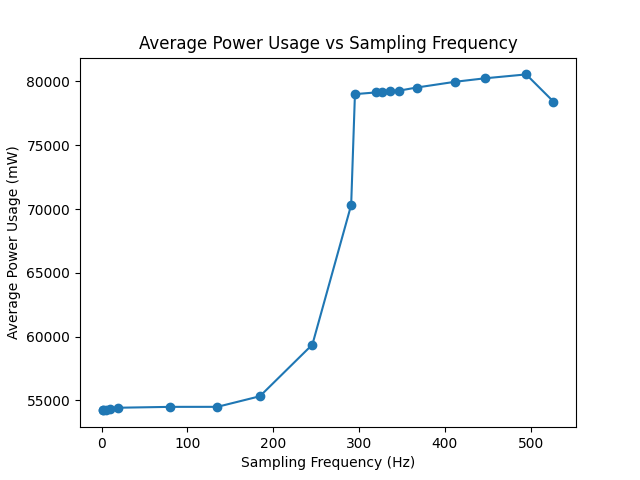 Average Power Usage vs Sampling Frequency
80000
75000
70000
65000
60000
55000
Average Power Usage (mW)
0 100 200 300 400 500
Sampling Frequency (Hz)